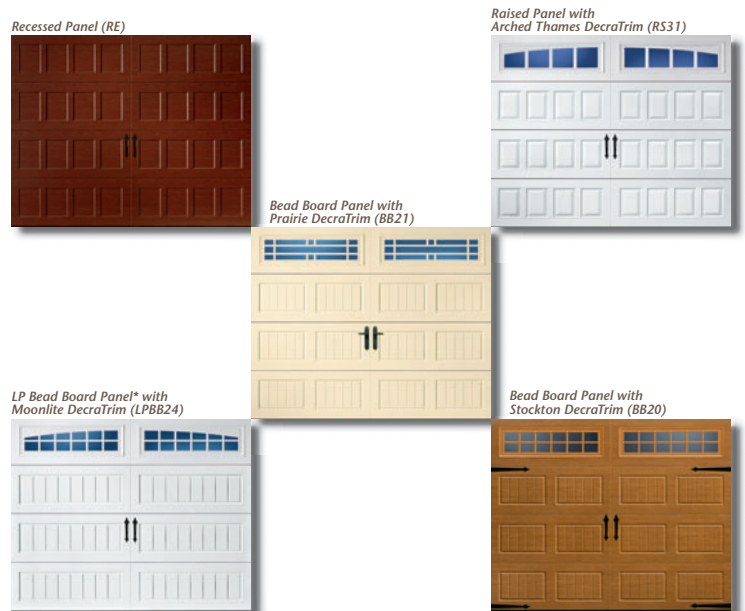 Recessed Panel (RE)
Raised Panel with
Arched Thames DecraTrim (RS31)
Bead Board Panel with
Prairie DecraTrim (BB21)
LP Bead Board Panel* with
Moonlite DecraTrim (LPBB24)
Bead Board Panel with
Stockton DecraTrim (BB20)